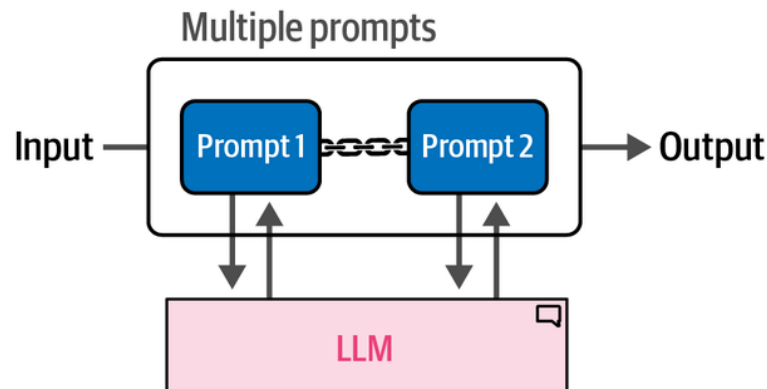 Multiple prompts
Input
Prompt 1
Prompt 2
Output
LLM